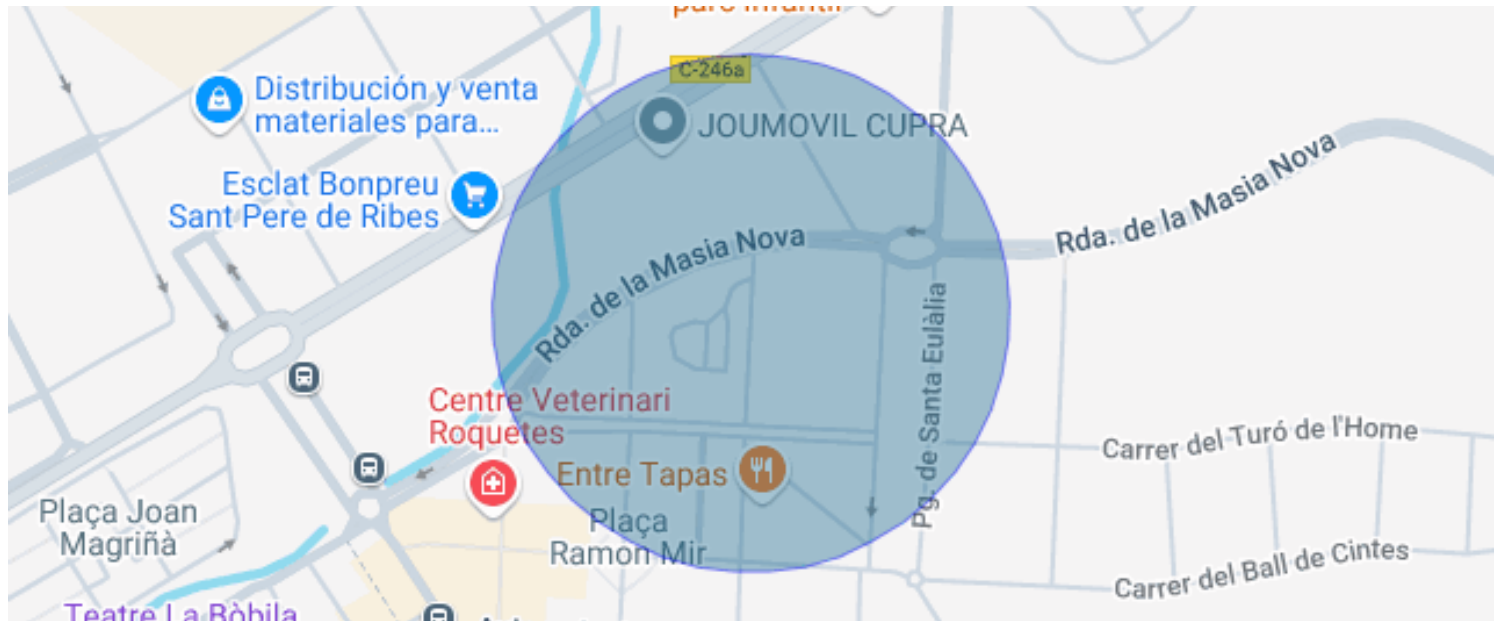 parc infantil
C-246a
Distribución y venta
materiales para...
JOUMOVIL CUPRA
Esclat Bonpreu
Sant Pere de Ribes
Rda. de la Masia Nova
Rda. de la Masia Nova
Pg. de Santa Eulàlia
Centre Veterinari
Roquetes
Carrer del Turó de l'Home
Entre Tapas
Plaça Joan
Magriñà
Plaça
Ramon Mir
Carrer del Ball de Cintes
Teatre La Bòbila